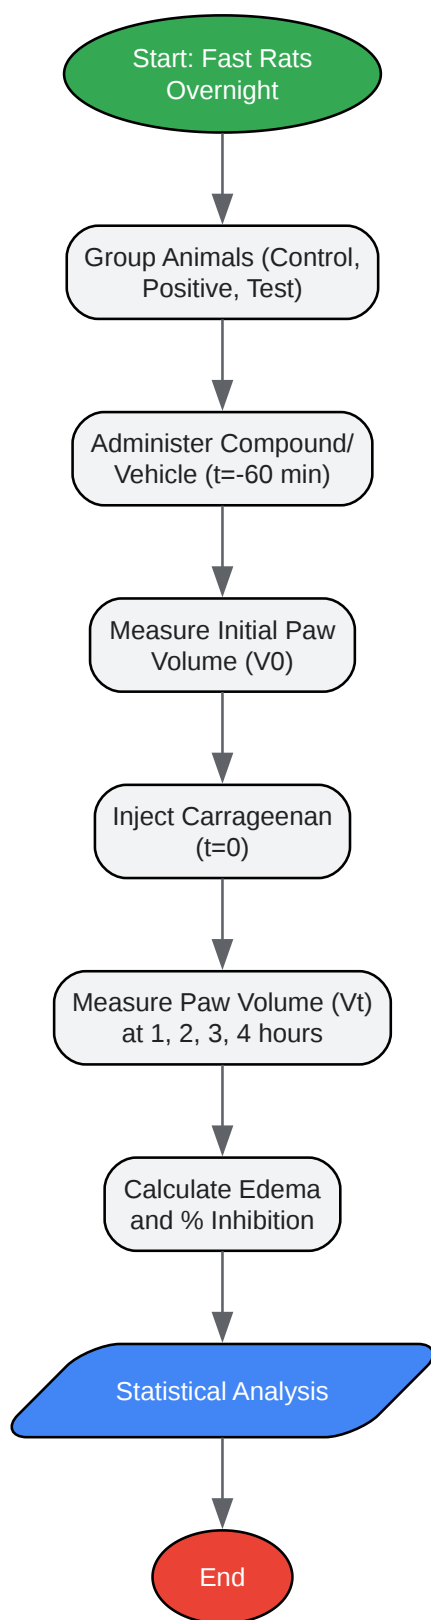 Start: Fast Rats
Overnight
Group Animals (Control,
Positive, Test)
Administer Compound/
Vehicle (t=-60 min)
Measure Initial Paw
Volume (V0)
Inject Carrageenan
(t=0)
Measure Paw Volume (Vt)
at 1, 2, 3, 4 hours
Calculate Edema
and % Inhibition
Statistical Analysis
End